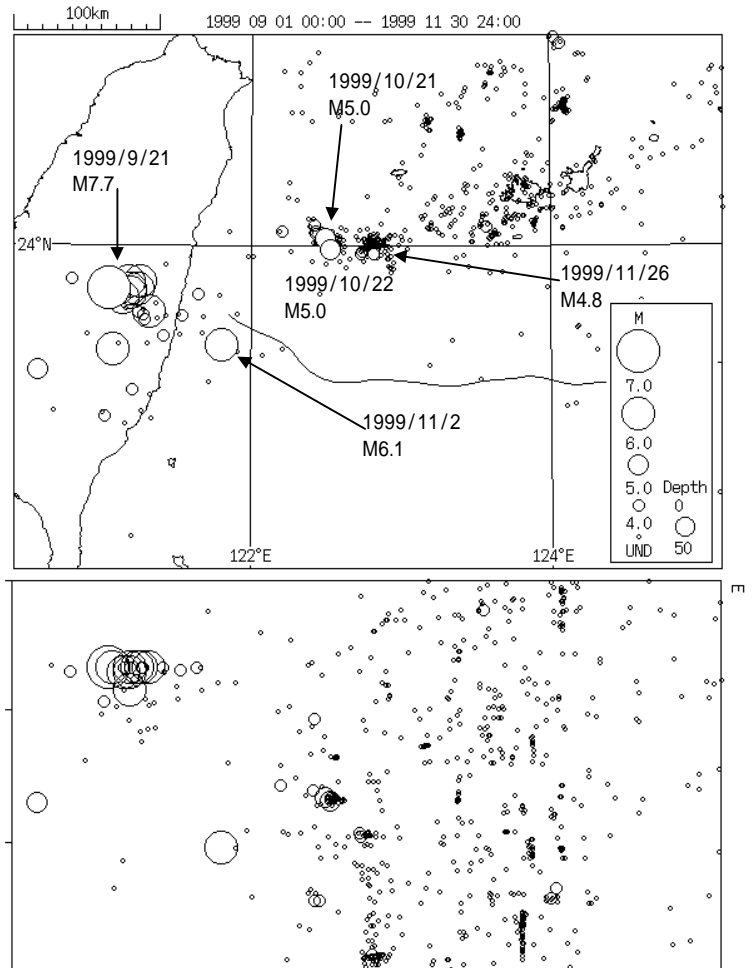 100km
1999 09 01 00:00 -- 1999 11 30 24:00
1999/10/21
M5.0
1999/9/21
M7.7
24°N
1999/10/22
M5.0
1999/11/26
M4.8
1999/11/2
M6.1
M
7.0
6.0
5.0 Depth
0
4.0
UND 50
122°E
124°E
E